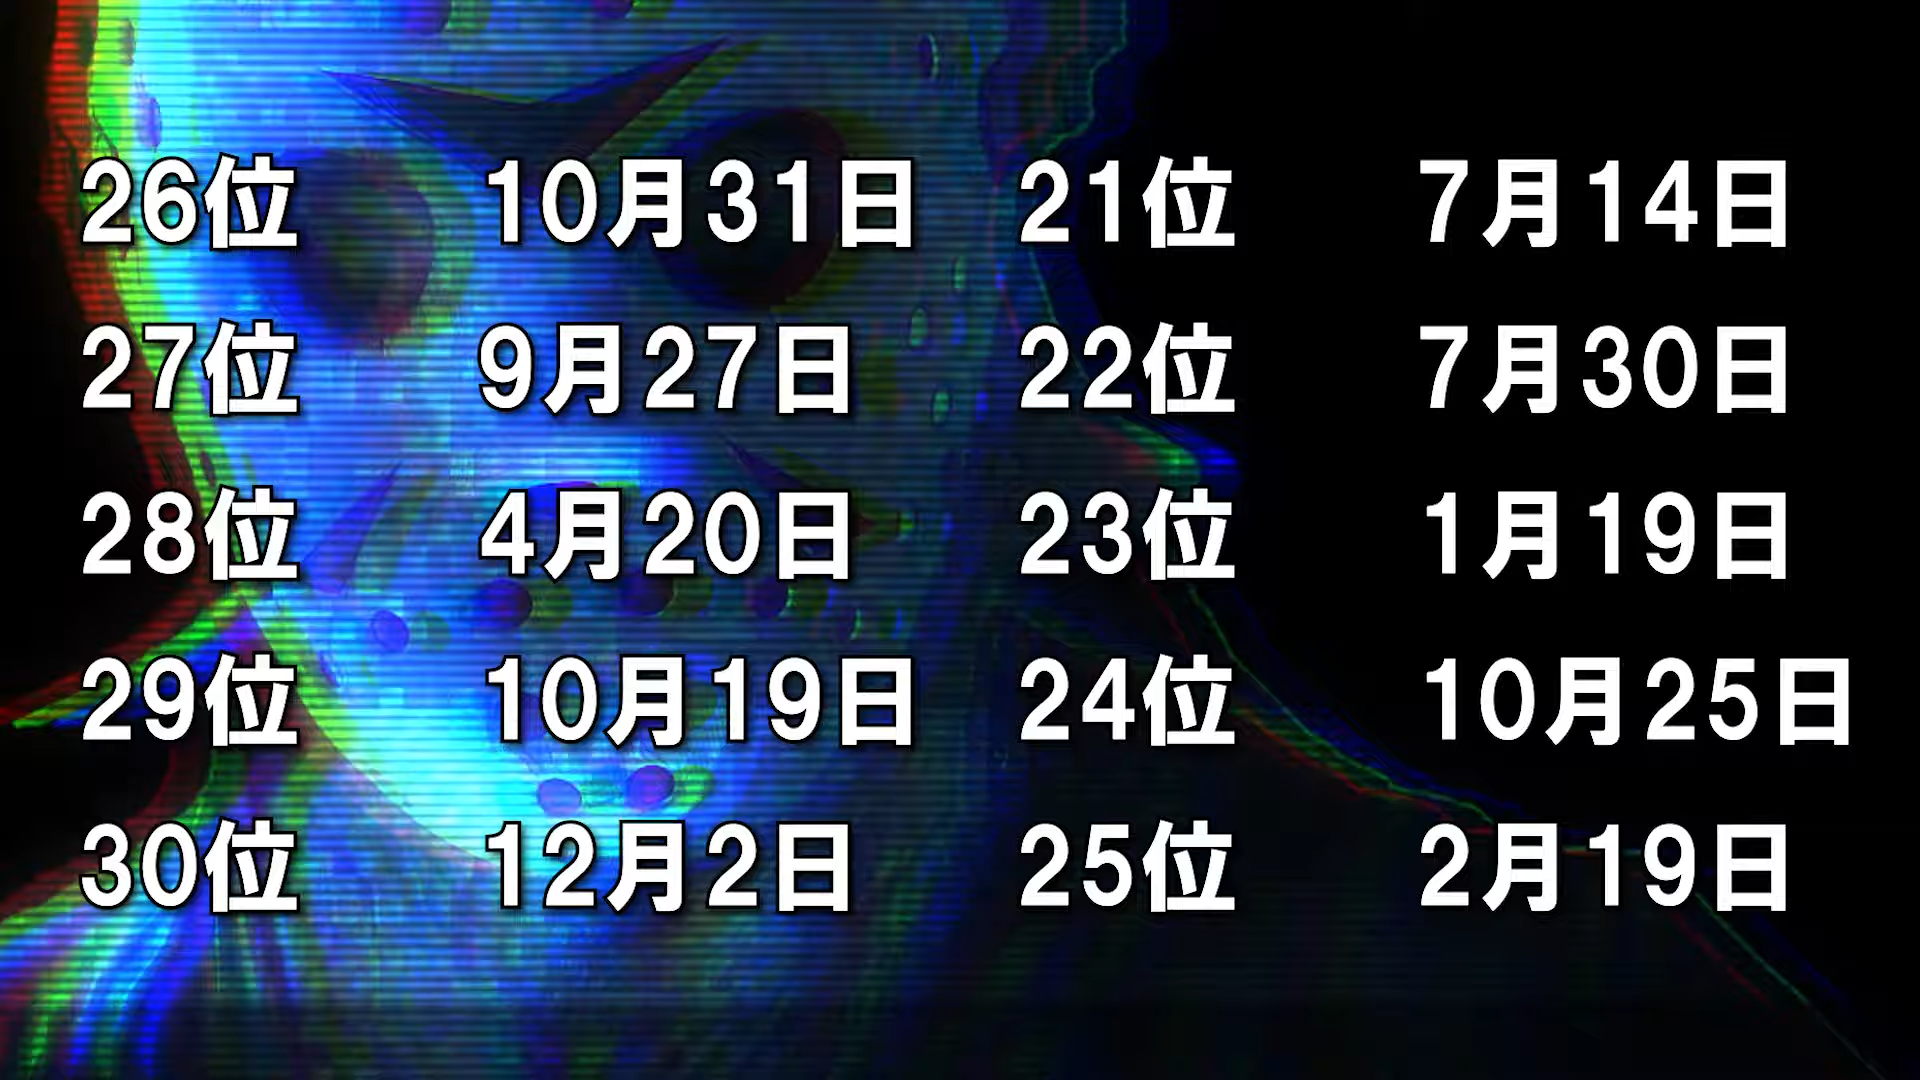 26位 10月31日 21位 7月14日
27位 9月27日 22位 7月30日
28位 4月20日 23位 1月19日
29位 10月19日 24位 10月25日
30位 12月2日 25位 2月19日